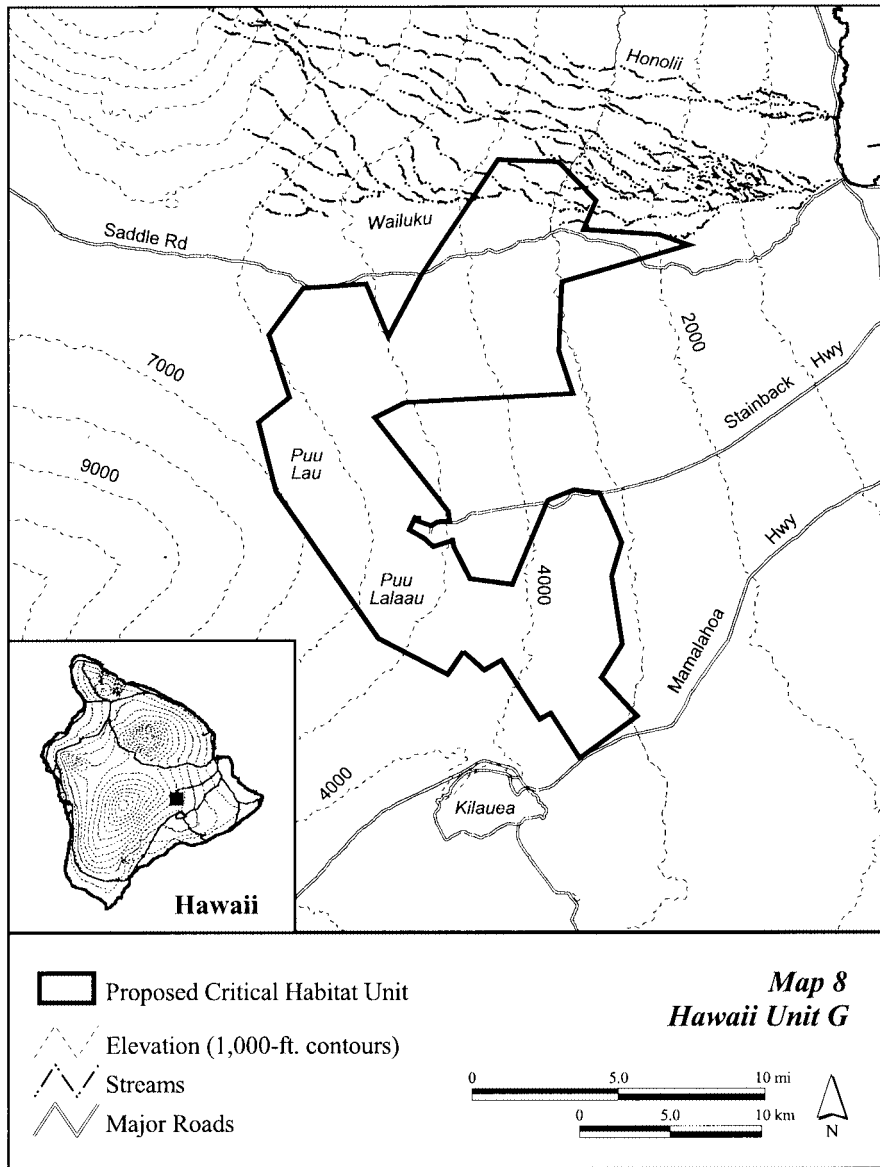 Honolii
Wailuku
Saddle Rd
7000
2000
Stainback Hwy
9000
Puu
Lau
Hwy
Puu
Lalaau
4000
Mamalahoa
4000
Kilauea
Hawaii
Proposed Critical Habitat Unit
Elevation (1,000-ft. contours)
Streams
Major Roads
Map 8
Hawaii Unit G
0 5.0 10 mi
0 5.0 10 km
N